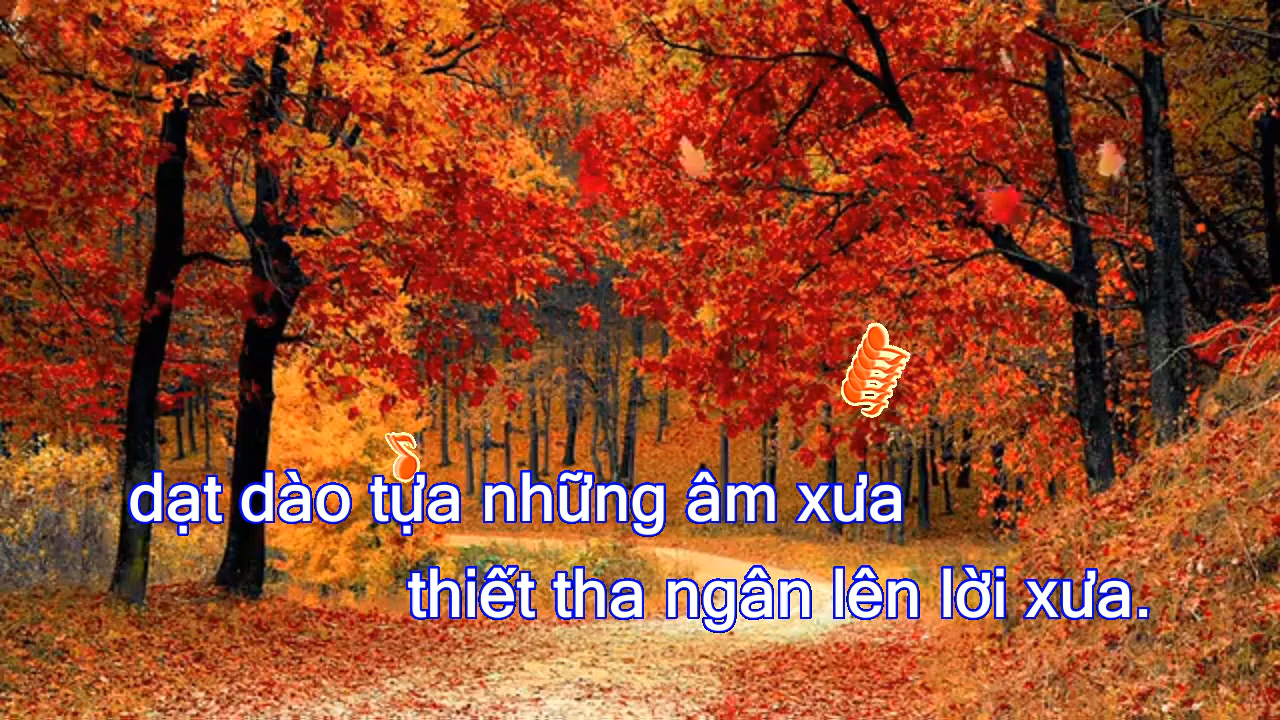 dạt dào tựa những âm xưa
thiết tha ngân lên lời xưa.